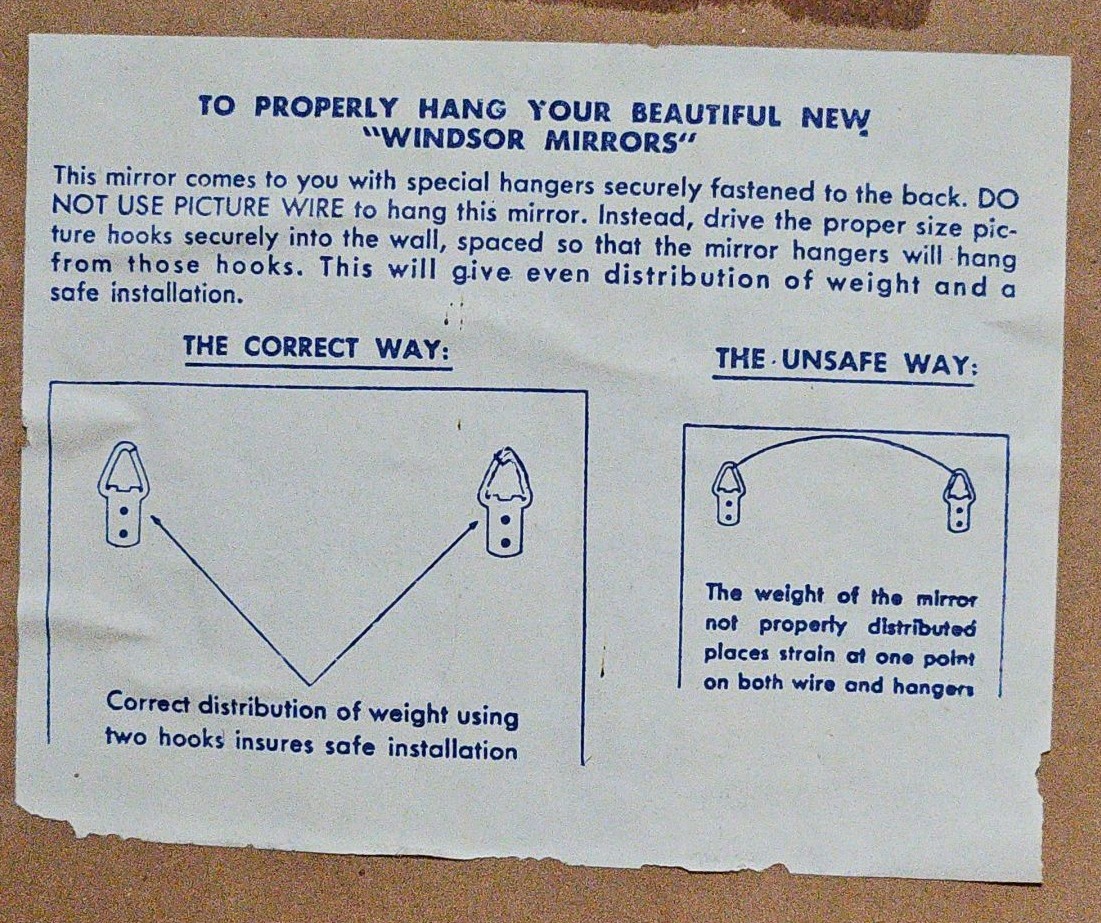 TO PROPERLY HANG YOUR BEAUTIFUL NEW
"WINDSOR MIRRORS"
This mirror comes to you with special hangers securely fastened to the back. DO
NOT USE PICTURE WIRE to hang this mirror. Instead, drive the proper size pic-
ture hooks securely into the wall, spaced so that the mirror hangers will hang
from those hooks. This will give even distribution of weight and a
safe installation.
THE CORRECT WAY:
Correct distribution of weight using
two hooks insures safe installation
THE UNSAFE WAY:
The weight of the mirror
not properly distributed
places strain at one point
on both wire and hangers